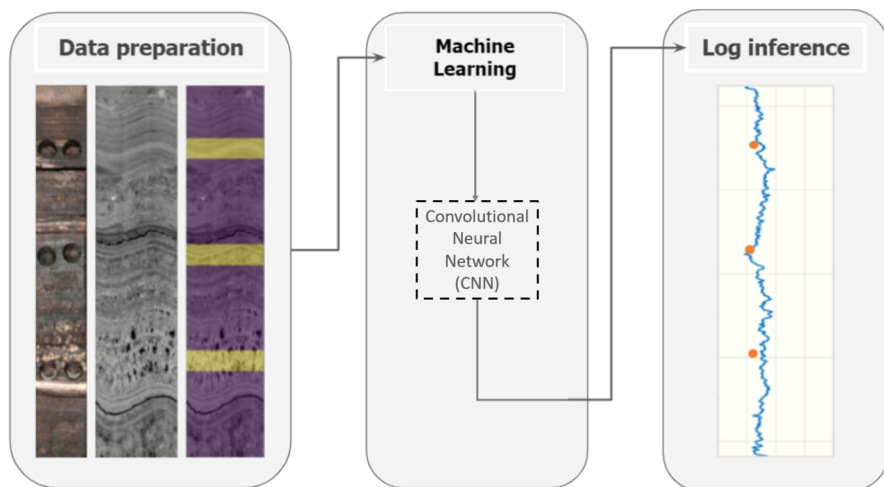 Data preparation
Machine
Learning
Convolutional
Neural
Network
(CNN)
Log inference